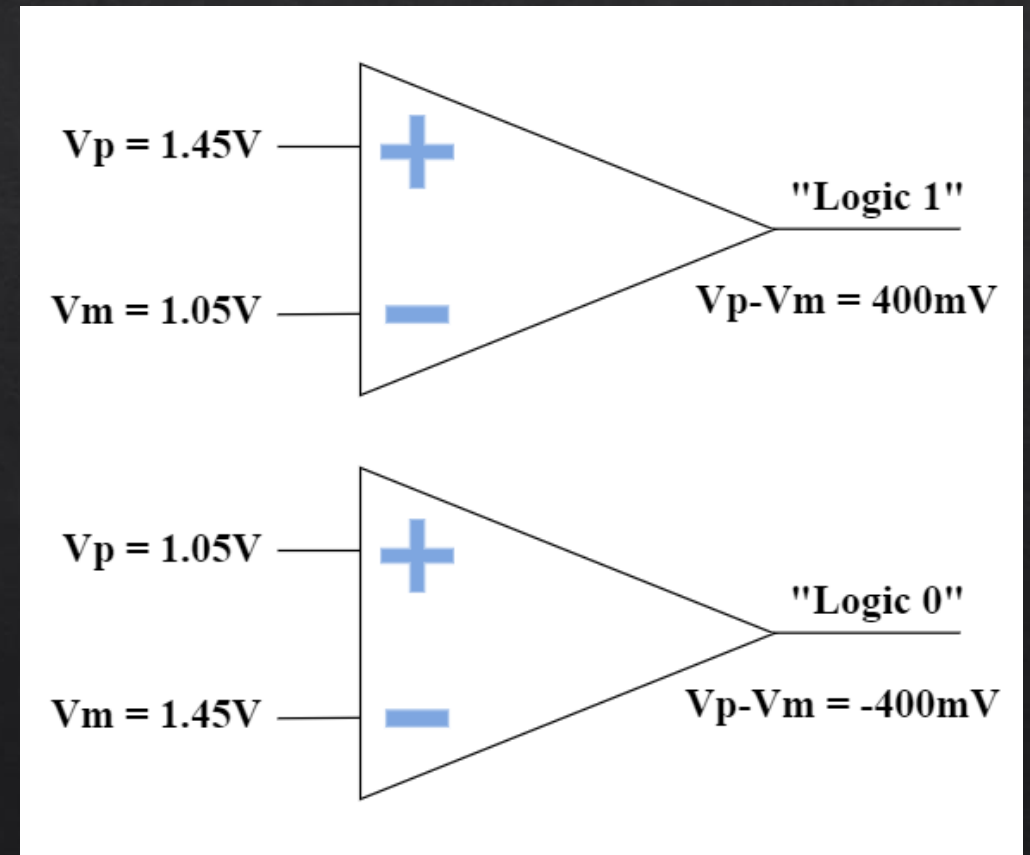 Vp = 1.45V
"Logic 1"
Vp-Vm = 400mV
Vm = 1.05V
Vp = 1.05V
"Logic 0"
Vp-Vm = -400mV
Vm = 1.45V